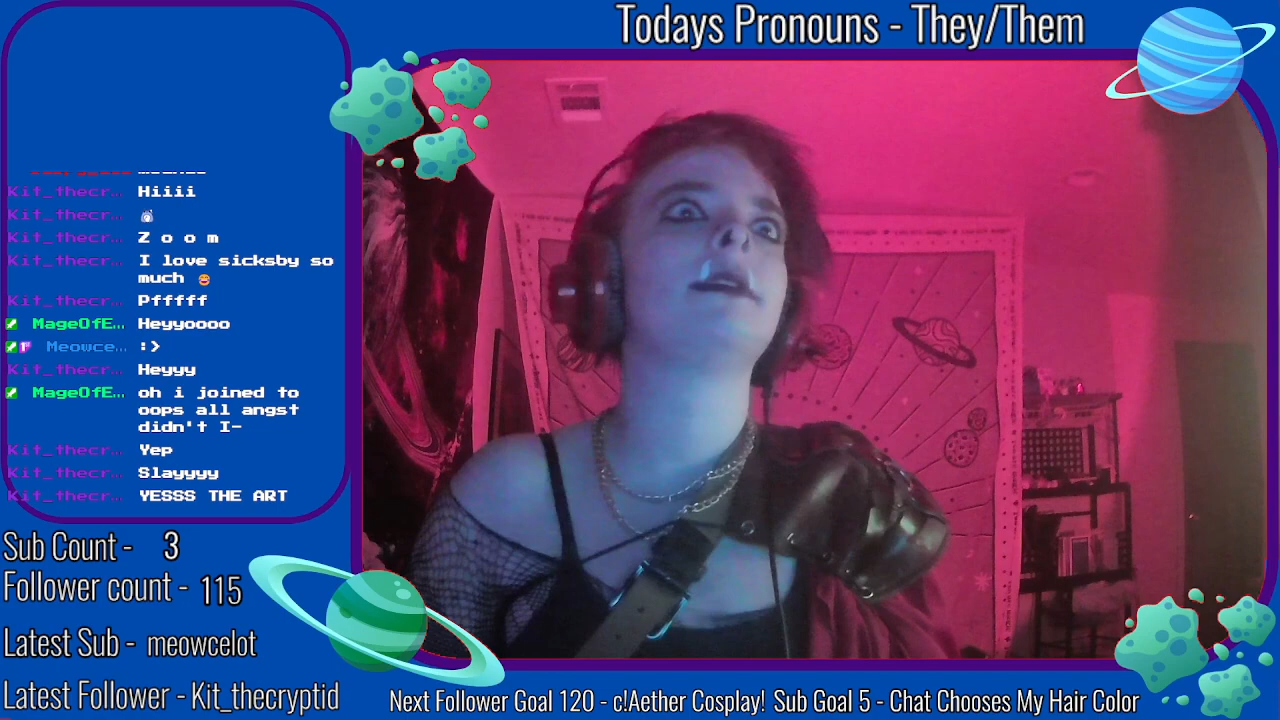 Todays Pronouns - They/Them
Kit_thecr... Hiiii
Kit_thecr...
Kit_thecr... Z o o m
Kit_thecr... I love sicksby so
much
Kit_thecr... Pfffff
MageOfE... Heyyoooo
Meowce... :>
Kit_thecr... Heyyy
MageOfE... oh i joined to
oops all angst
didn't I-
Kit_thecr... Yep
Kit_thecr... Slayyyy
Kit_thecr... YESSS THE ART
Sub Count - 3
Follower count - 115
Latest Sub - meowcelot
Latest Follower - Kit_thecryptid
Next Follower Goal 120 - c!Aether Cosplay! Sub Goal 5 - Chat Chooses My Hair Color